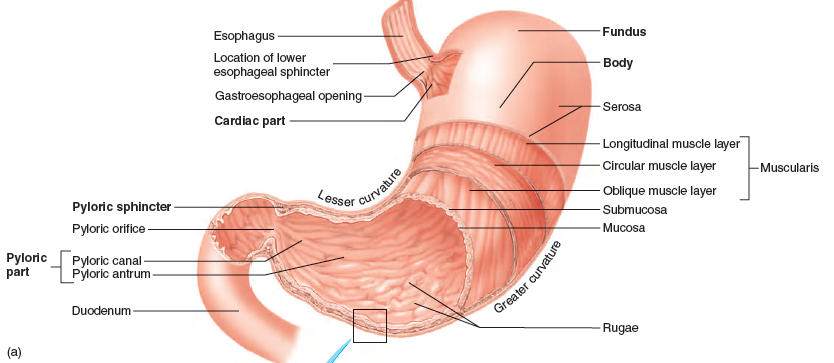 Esophagus
Location of lower
esophageal sphincter
Gastroesophageal opening
Cardiac part
Fundus
Body
Serosa
Longitudinal muscle layer
Circular muscle layer
Muscularis
Oblique muscle layer
Submucosa
Mucosa
Lesser curvature
Greater curvature
Pyloric sphincter
Pyloric orifice
Pyloric
part
Pyloric canal
Pyloric antrum
Duodenum
Rugae
(a)